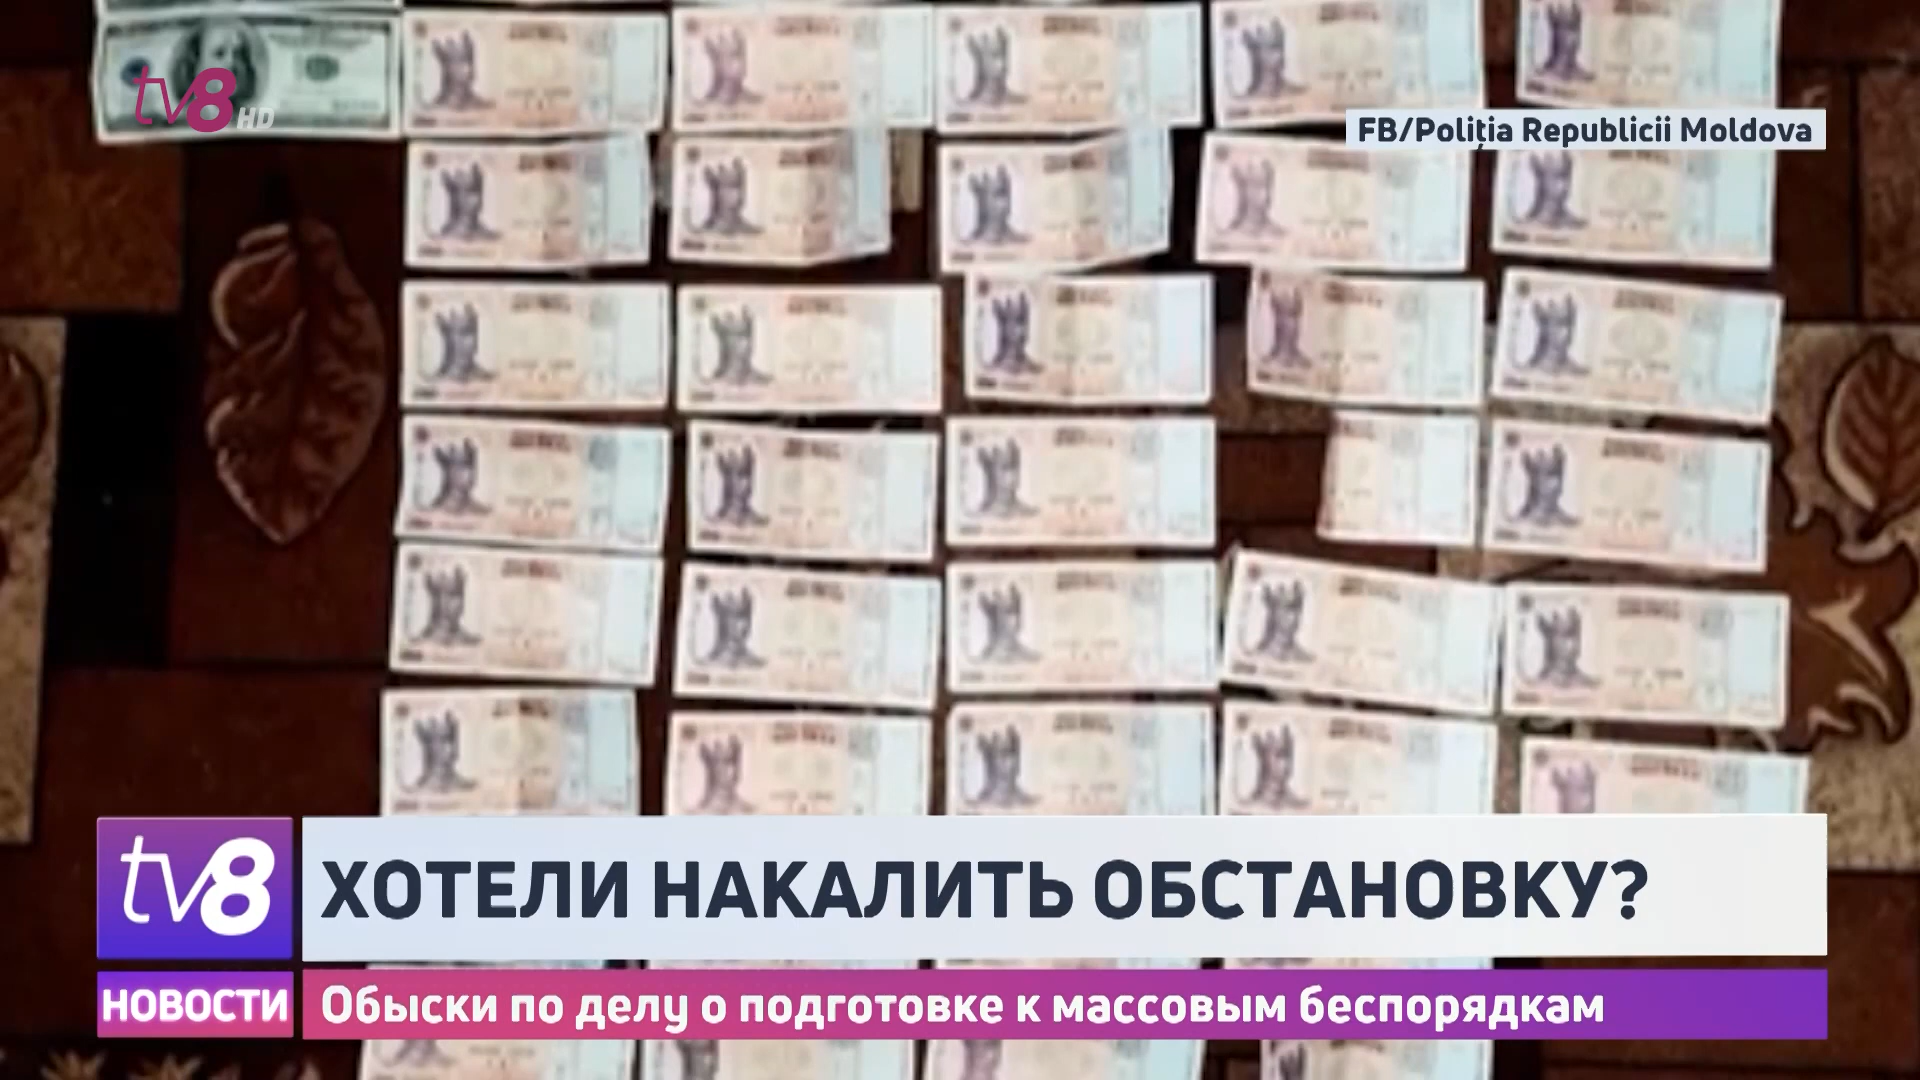 tv8 HD
FB/Poliția Republicii Moldova
tv8
ХОТЕЛИ НАКАЛИТЬ ОБСТАНОВКУ?
НОВОСТИ
Обыски по делу о подготовке к массовым беспорядкам